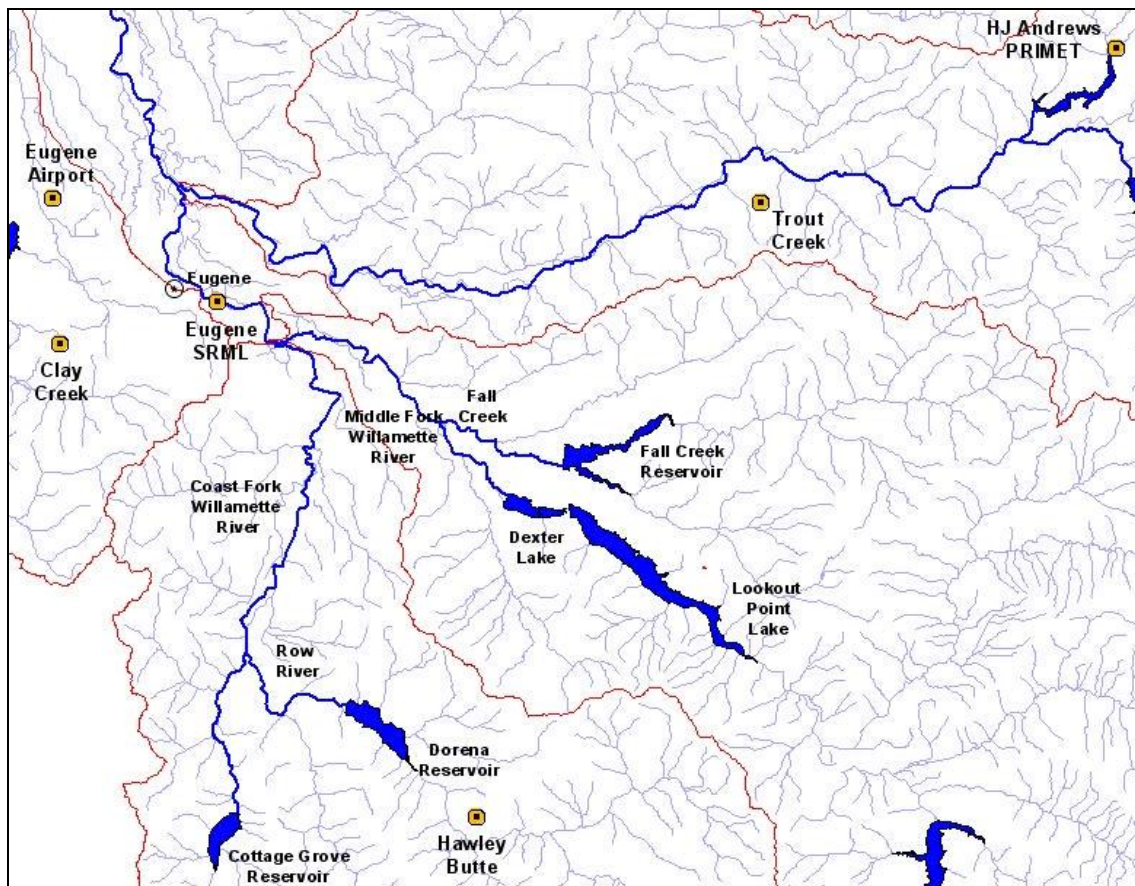 HJ Andrews
PRIMET
Eugene
Airport
Trout
Creek
Eugene
Eugene
SRML
Clay
Creek
Fall
Creek
Middle Fork
Willamette
River
Fall Creek
Reservoir
Coast Fork
Willamette
River
Dexter
Lake
Lookout
Point
Lake
Row
River
Dorena
Reservoir
Hawley
Butte
Cottage Grove
Reservoir